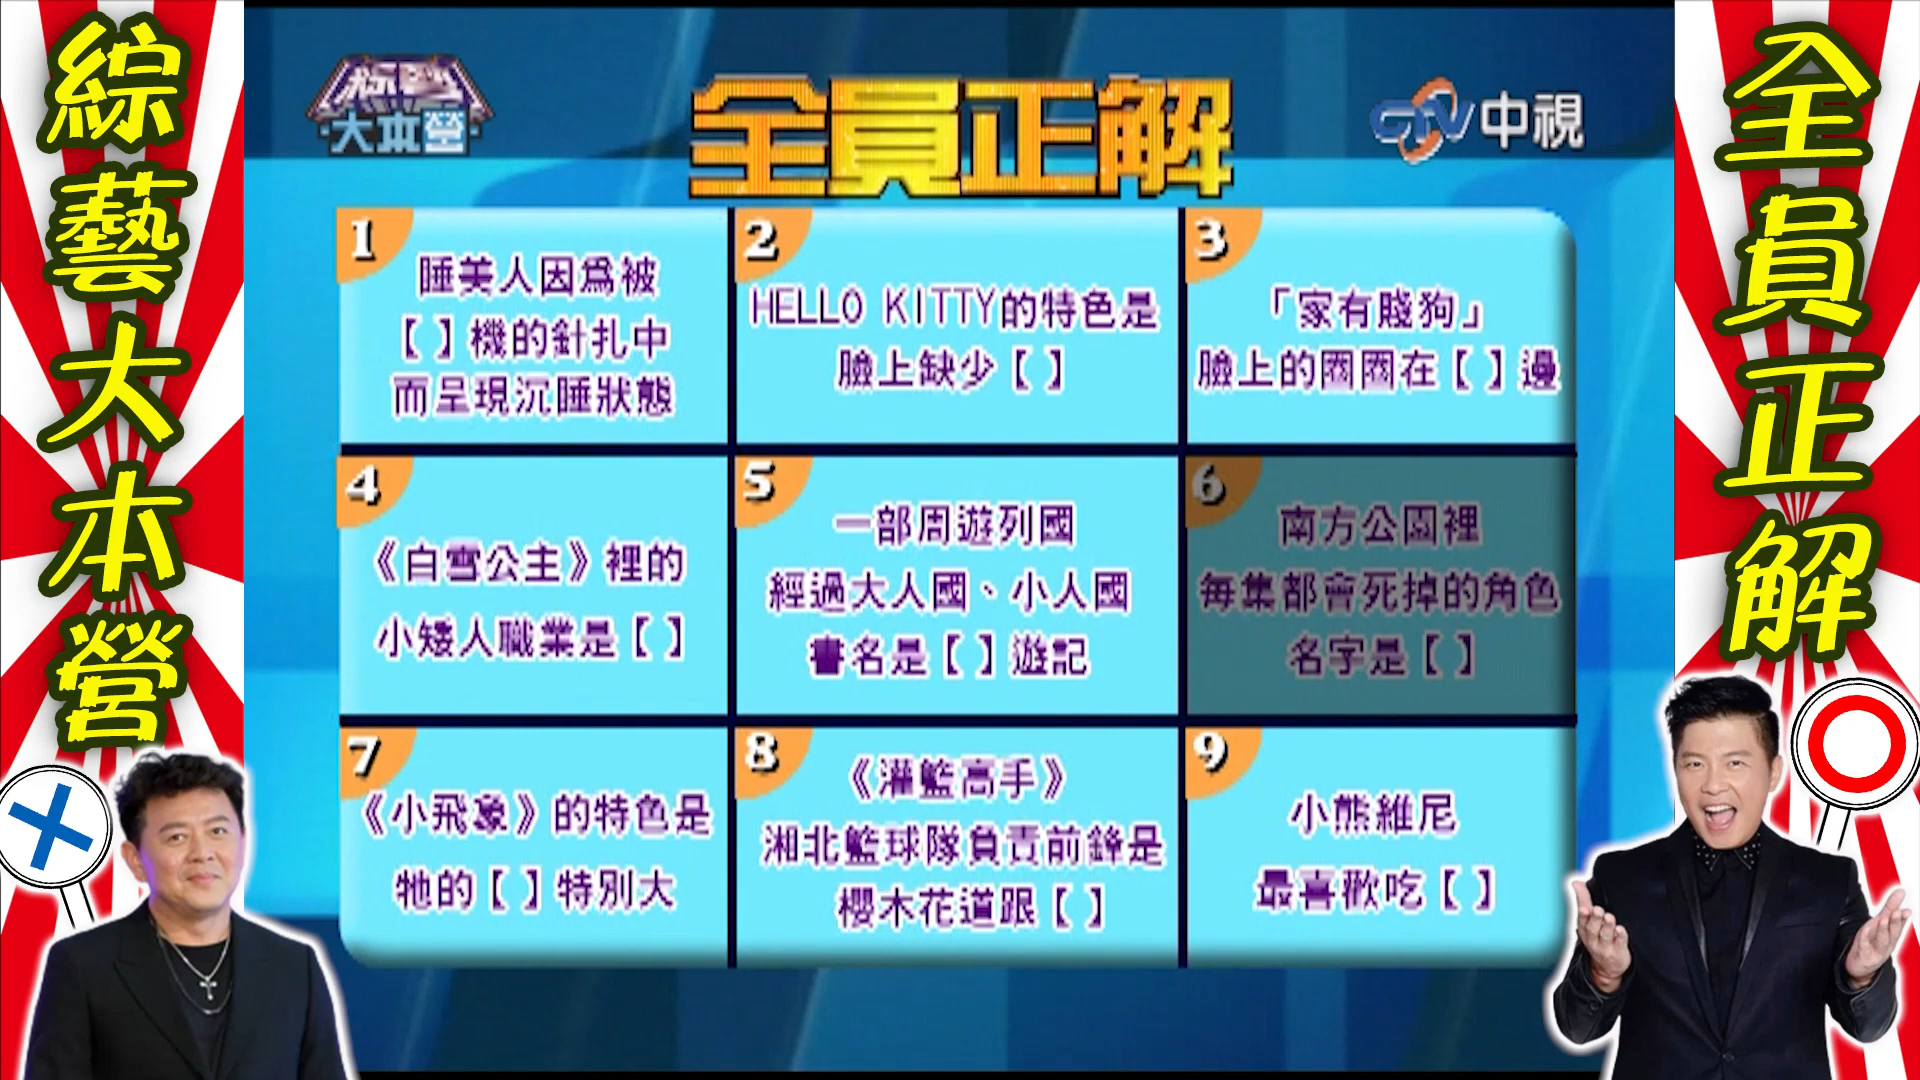 綜藝大本營
綜藝
大本營
全員正解
CTV中視
全員正解
1
睡美人因為被
【 】機的針扎中
而呈現沉睡狀態
2
HELLO KITTY的特色是
臉上缺少【 】
3
「家有賤狗」
臉上的圈圈在【 】邊
4
《白雪公主》裡的
小矮人職業是【 】
5
一部周遊列國
經過大人國、小人國
書名是【 】遊記
6
南方公園裡
每集都會死掉的角色
名字是【 】
7
《小飛象》的特色是
牠的【 】特別大
8
《灌籃高手》
湘北籃球隊負責前鋒是
櫻木花道跟【 】
9
小熊維尼
最喜歡吃【 】